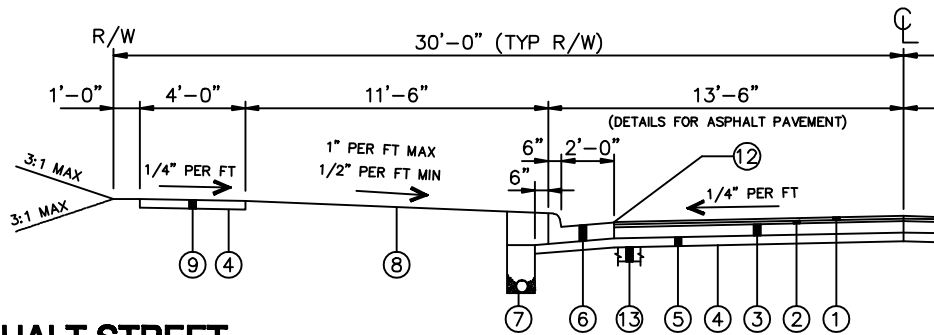 R/W
℄
30'-0" (TYP R/W)
1'-0"
4'-0"
11'-6"
13'-6"
(DETAILS FOR ASPHALT PAVEMENT)
6"
2'-0"
12
3:1 MAX
1/4" PER FT
1" PER FT MAX
1/2" PER FT MIN
6"
1/4" PER FT
3:1 MAX
9
4
8
7
6
13
5
4
3
2
1
HALT STREET